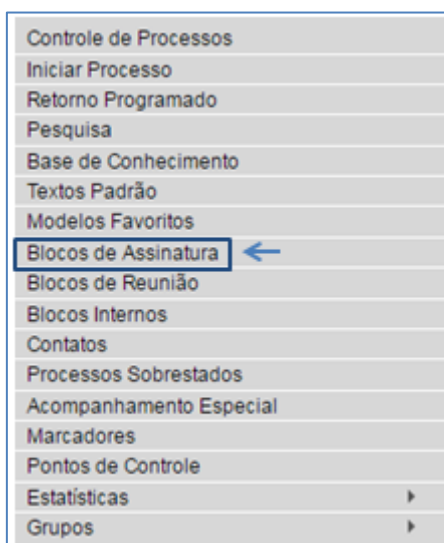 Controle de Processos
Iniciar Processo
Retorno Programado
Pesquisa
Base de Conhecimento
Textos Padrão
Modelos Favoritos
Blocos de Assinatura
Blocos de Reunião
Blocos Internos
Contatos
Processos Sobrestados
Acompanhamento Especial
Marcadores
Pontos de Controle
Estatísticas
Grupos